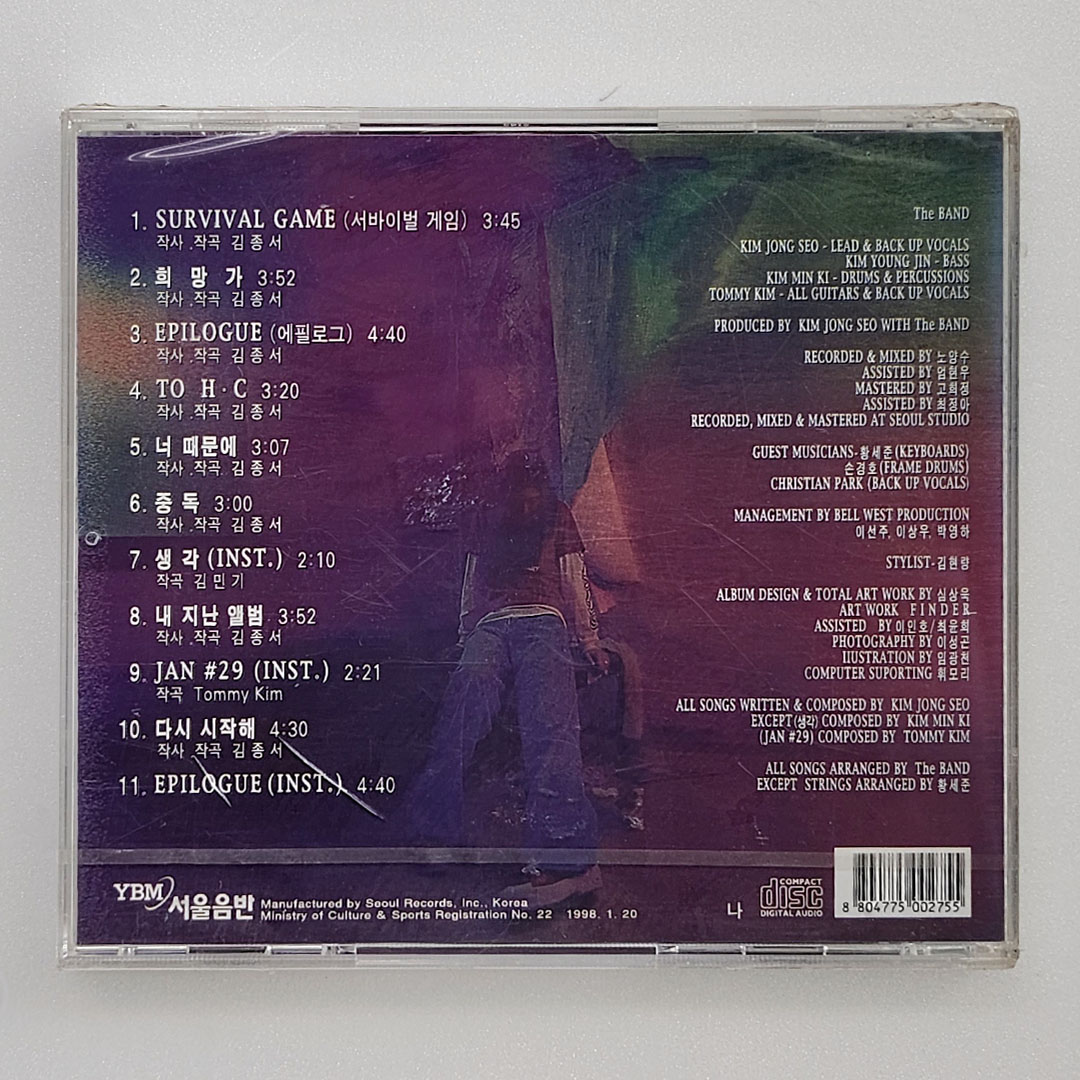 1. SURVIVAL GAME (서바이벌 게임) 3:45
작사 . 작곡 김 종 서
2. 희 망 가 3:52
작사 . 작곡 김 종 서
3. EPILOGUE (에필로그) 4:40
작사 . 작곡 김 종 서
4. TO H · C 3:20
작사 . 작곡 김 종 서
5. 너 때문에 3:07
작사 . 작곡 김 종 서
6. 중 독 3:00
작사 . 작곡 김 종 서
7. 생 각 (INST.) 2:10
작곡 김 민 기
8. 내 지난 앨범 3:52
작사 . 작곡 김 종 서
9. JAN #29 (INST.) 2:21
작곡 Tommy Kim
10. 다시 시작해 4:30
작사 . 작곡 김 종 서
11. EPILOGUE (INST.) 4:40
The BAND
KIM JONG SEO - LEAD & BACK UP VOCALS
KIM YOUNG JIN - BASS
KIM MIN KI - DRUMS & PERCUSSIONS
TOMMY KIM - ALL GUITARS & BACK UP VOCALS
PRODUCED BY KIM JONG SEO WITH The BAND
RECORDED & MIXED BY 노양수
ASSISTED BY 엄현우
MASTERED BY 고희정
ASSISTED BY 최정아
RECORDED, MIXED & MASTERED AT SEOUL STUDIO
GUEST MUSICIANS-황세준 (KEYBOARDS)
손경호 (FRAME DRUMS)
CHRISTIAN PARK (BACK UP VOCALS)
MANAGEMENT BY BELL WEST PRODUCTION
이선주, 이상우, 박영하
STYLIST-김현량
ALBUM DESIGN & TOTAL ART WORK BY 심상욱
ART WORK FINDER
ASSISTED BY 이인호/최윤희
PHOTOGRAPHY BY 이성곤
IIUSTRATION BY 임광천
COMPUTER SUPORTING 휘모리
ALL SONGS WRITTEN & COMPOSED BY KIM JONG SEO
EXCEPT (생각) COMPOSED BY KIM MIN KI
(JAN #29) COMPOSED BY TOMMY KIM
ALL SONGS ARRANGED BY The BAND
EXCEPT STRINGS ARRANGED BY 황세준
YBM 서울음반
Manufactured by Seoul Records, Inc., Korea
Ministry of Culture & Sports Registration No. 22 1998. 1. 20
나
COMPACT
disc
DIGITAL AUDIO
8 804775 002755